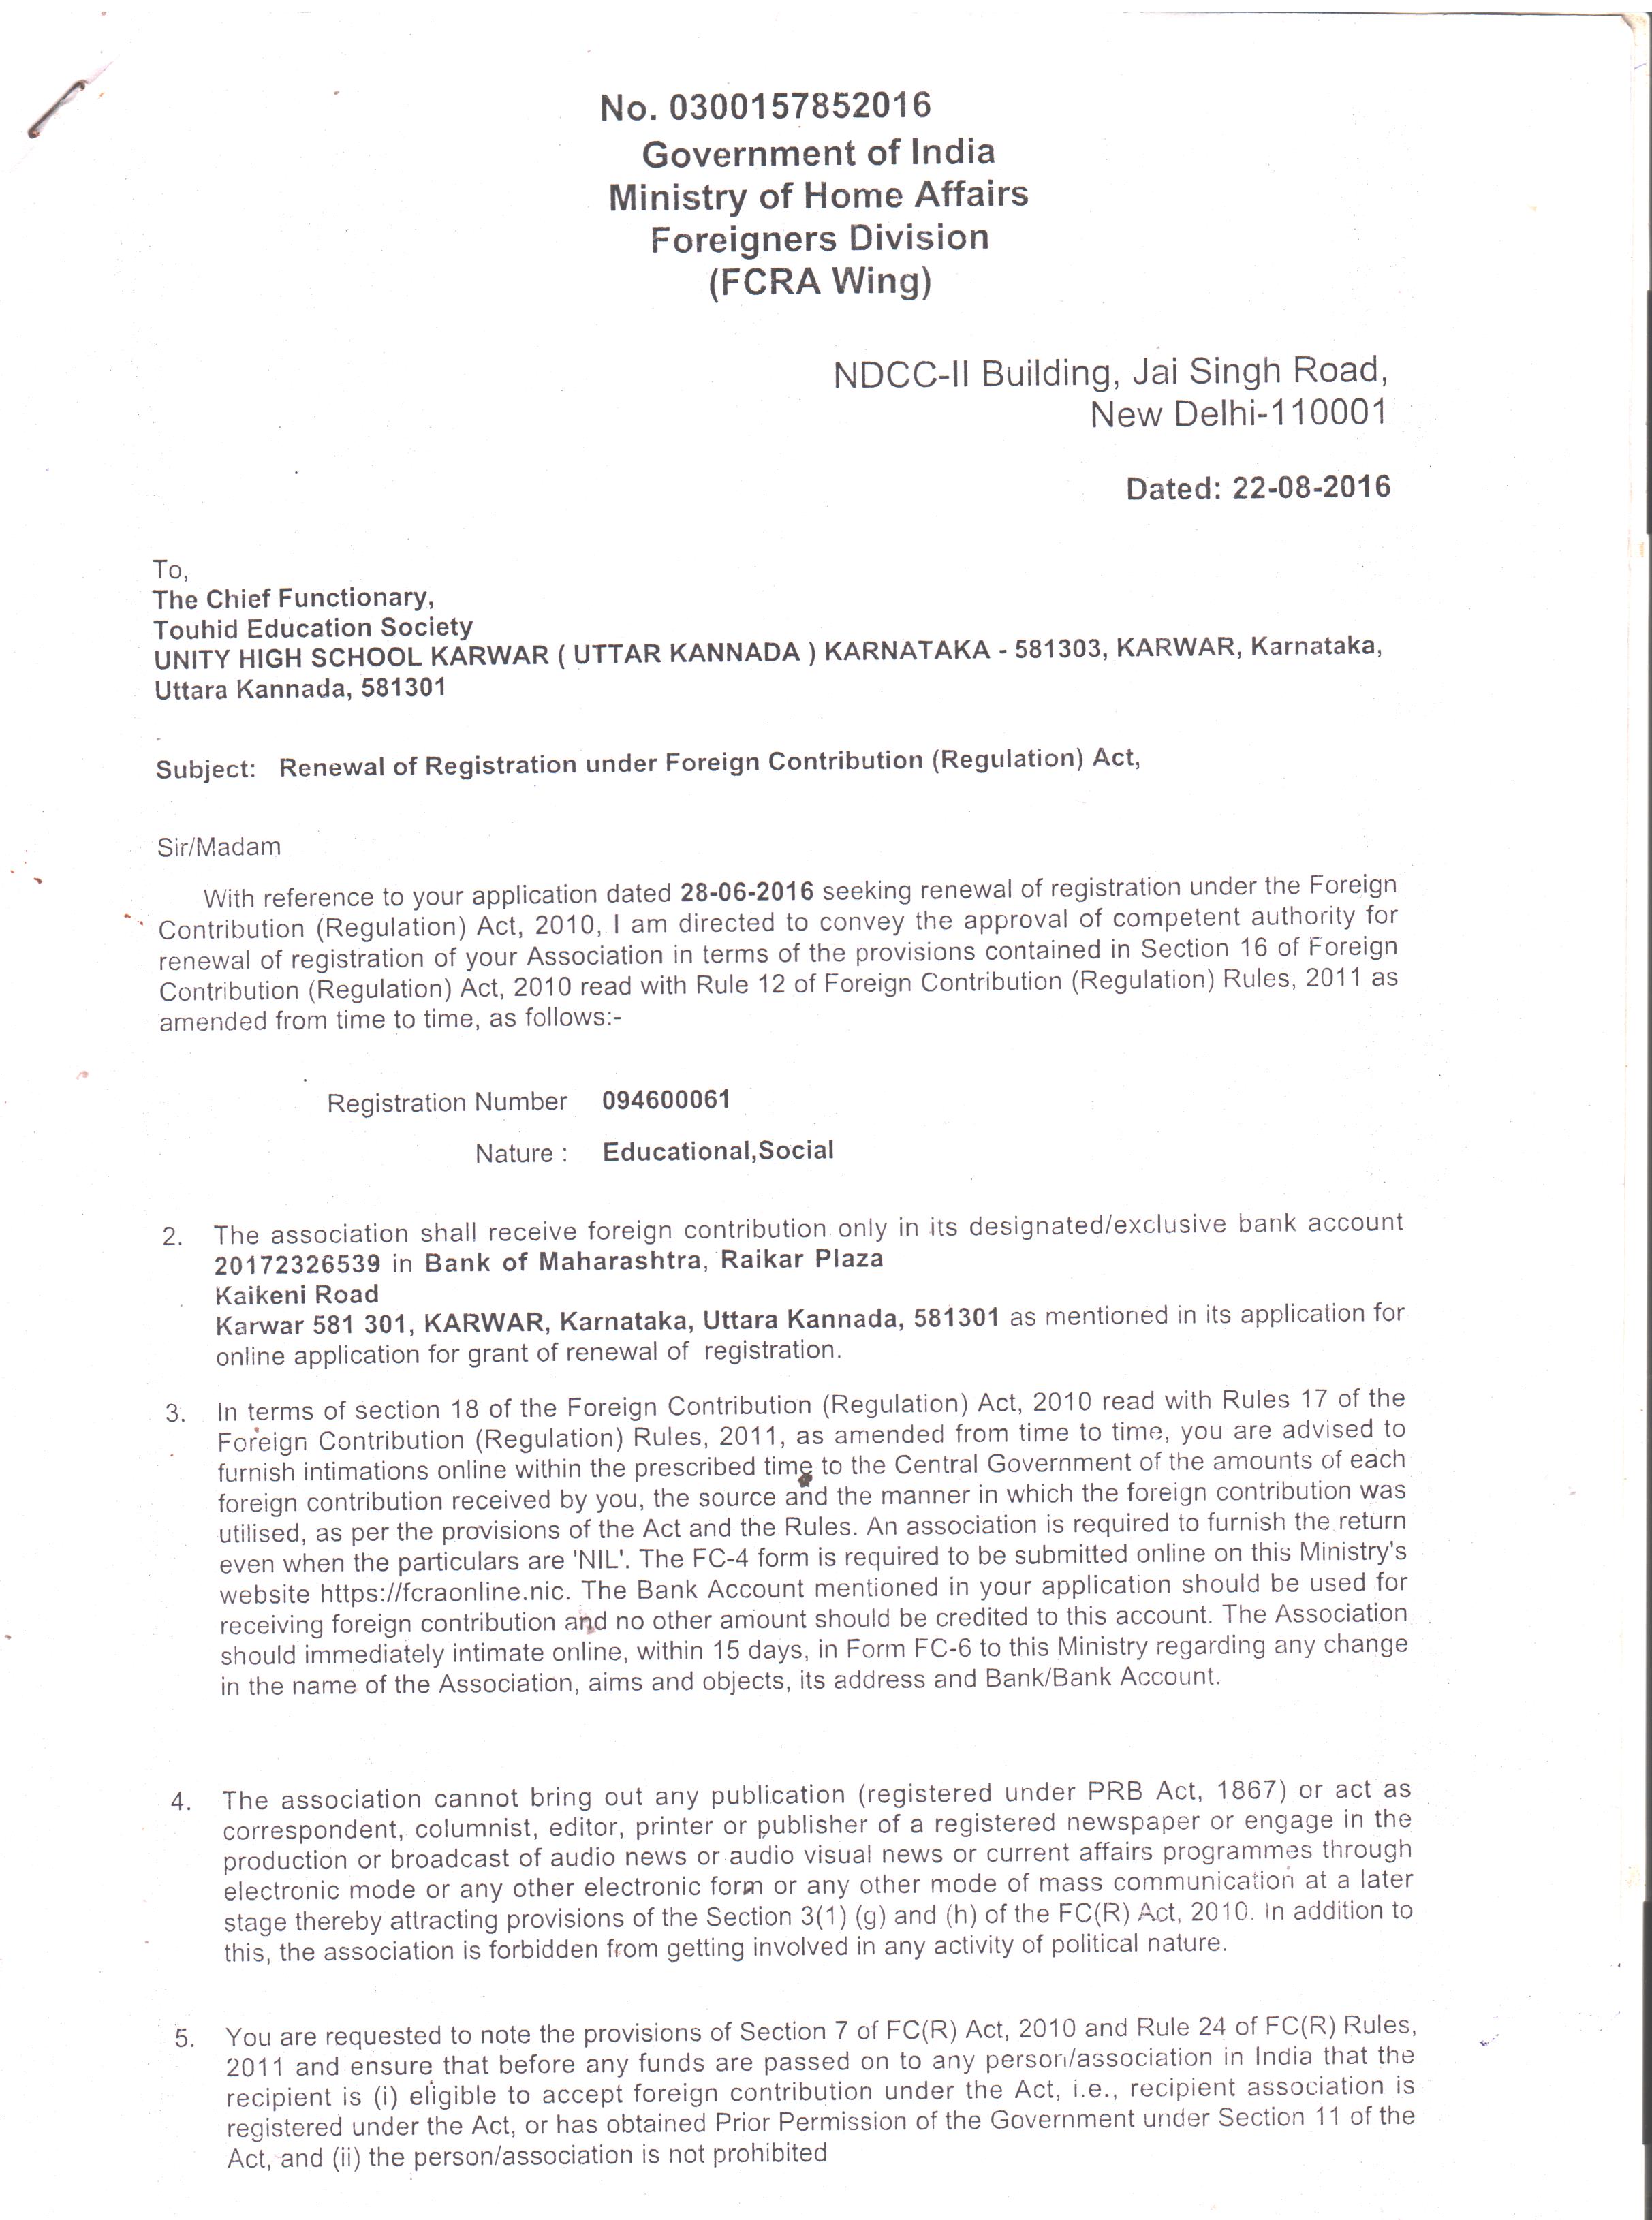 No. 0300157852016
Government of India
Ministry of Home Affairs
Foreigners Division
(FCRA Wing)
NDCC-II Building, Jai Singh Road,
New Delhi-110001
Dated: 22-08-2016
To,
The Chief Functionary,
Touhid Education Society
UNITY HIGH SCHOOL KARWAR ( UTTAR KANNADA ) KARNATAKA - 581303, KARWAR, Karnataka,
Uttara Kannada, 581301
Subject: Renewal of Registration under Foreign Contribution (Regulation) Act,
Sir/Madam
With reference to your application dated 28-06-2016 seeking renewal of registration under the Foreign
Contribution (Regulation) Act, 2010, I am directed to convey the approval of competent authority for
renewal of registration of your Association in terms of the provisions contained in Section 16 of Foreign
Contribution (Regulation) Act, 2010 read with Rule 12 of Foreign Contribution (Regulation) Rules, 2011 as
amended from time to time, as follows:-
Registration Number 094600061
Nature : Educational,Social
2. The association shall receive foreign contribution only in its designated/exclusive bank account
20172326539 in Bank of Maharashtra, Raikar Plaza
Kaikeni Road
Karwar 581 301, KARWAR, Karnataka, Uttara Kannada, 581301 as mentioned in its application for
online application for grant of renewal of registration.
3. In terms of section 18 of the Foreign Contribution (Regulation) Act, 2010 read with Rules 17 of the
Foreign Contribution (Regulation) Rules, 2011, as amended from time to time, you are advised to
furnish intimations online within the prescribed time to the Central Government of the amounts of each
foreign contribution received by you, the source and the manner in which the foreign contribution was
utilised, as per the provisions of the Act and the Rules. An association is required to furnish the return
even when the particulars are 'NIL'. The FC-4 form is required to be submitted online on this Ministry's
website https://fcraonline.nic. The Bank Account mentioned in your application should be used for
receiving foreign contribution and no other amount should be credited to this account. The Association
should immediately intimate online, within 15 days, in Form FC-6 to this Ministry regarding any change
in the name of the Association, aims and objects, its address and Bank/Bank Account.
4. The association cannot bring out any publication (registered under PRB Act, 1867) or act as
correspondent, columnist, editor, printer or publisher of a registered newspaper or engage in the
production or broadcast of audio news or audio visual news or current affairs programmes through
electronic mode or any other electronic form or any other mode of mass communication at a later
stage thereby attracting provisions of the Section 3(1) (g) and (h) of the FC(R) Act, 2010. In addition to
this, the association is forbidden from getting involved in any activity of political nature.
5. You are requested to note the provisions of Section 7 of FC(R) Act, 2010 and Rule 24 of FC(R) Rules,
2011 and ensure that before any funds are passed on to any person/association in India that the
recipient is (i) eligible to accept foreign contribution under the Act, i.e., recipient association is
registered under the Act, or has obtained Prior Permission of the Government under Section 11 of the
Act, and (ii) the person/association is not prohibited